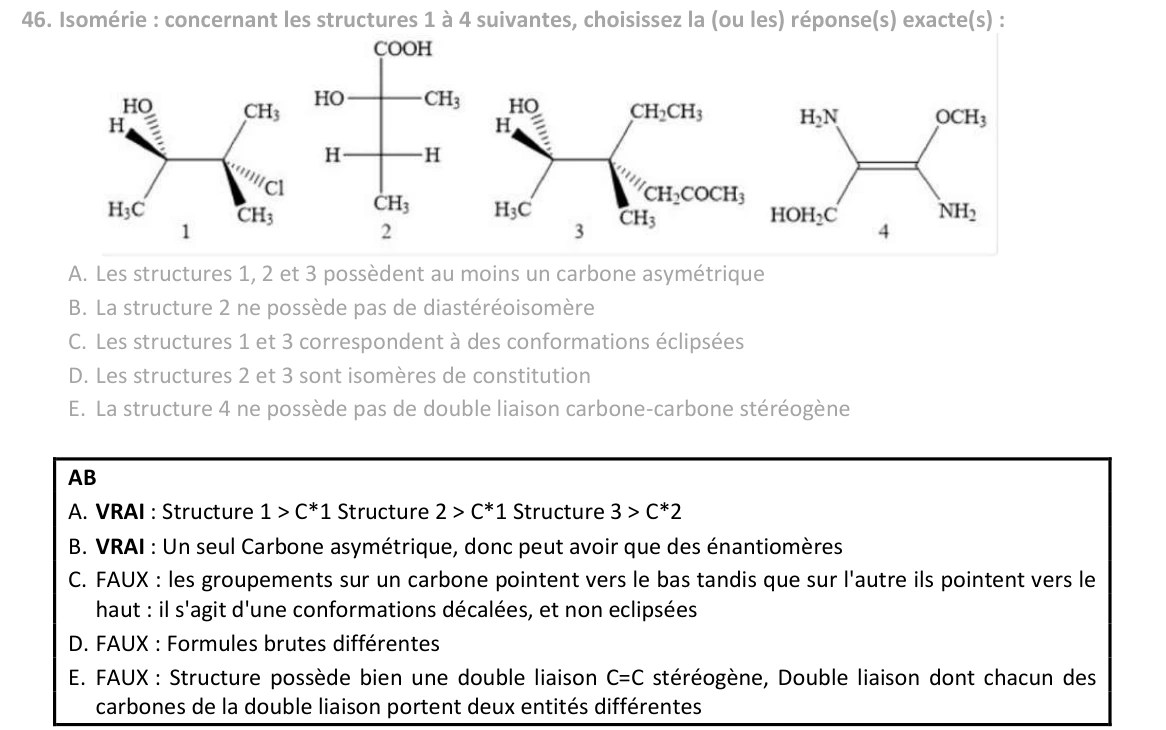 46. Isomérie : concernant les structures 1 à 4 suivantes, choisissez la (ou les) réponse(s) exacte(s) :
HO
H
CH3
Cl
H3C
CH3
1
COOH
HO
CH3
H
H
CH3
2
HO
H
CH2CH3
CH2COCH3
H3C
CH3
3
H2N
OCH3
HOH2C
NH2
4
A. Les structures 1, 2 et 3 possèdent au moins un carbone asymétrique
B. La structure 2 ne possède pas de diastéréoisomère
C. Les structures 1 et 3 correspondent à des conformations éclipsées
D. Les structures 2 et 3 sont isomères de constitution
E. La structure 4 ne possède pas de double liaison carbone-carbone stéréogène
AB
A. VRAI : Structure 1 > C*1 Structure 2 > C*1 Structure 3 > C*2
B. VRAI : Un seul Carbone asymétrique, donc peut avoir que des énantiomères
C. FAUX : les groupements sur un carbone pointent vers le bas tandis que sur l'autre ils pointent vers le
haut : il s'agit d'une conformations décalées, et non eclipsées
D. FAUX : Formules brutes différentes
E. FAUX : Structure possède bien une double liaison C=C stéréogène, Double liaison dont chacun des
carbones de la double liaison portent deux entités différentes